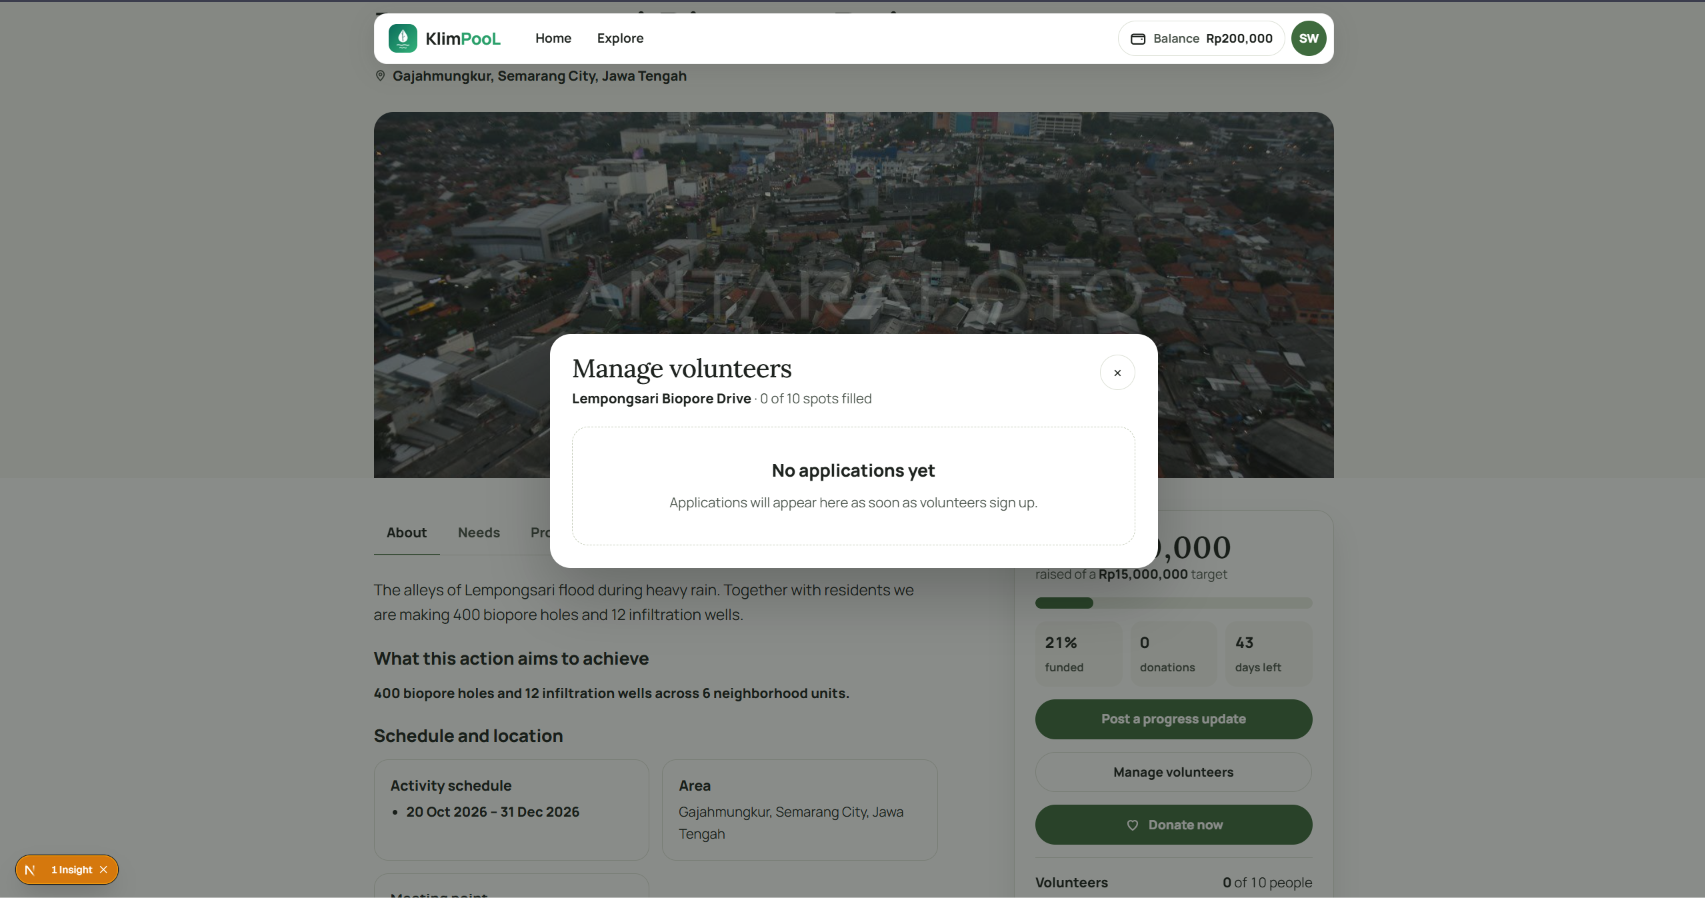 KlimPooL
Home
Explore
Balance Rp200,000
SW
Gajahmungkur, Semarang City, Jawa Tengah
ANTARAFOTO
Manage volunteers
×
Lempongsari Biopore Drive · 0 of 10 spots filled
No applications yet
Applications will appear here as soon as volunteers sign up.
About
Needs
,000
raised of a Rp15,000,000 target
21%
funded
0
donations
43
days left
The alleys of Lempongsari flood during heavy rain. Together with residents we
are making 400 biopore holes and 12 infiltration wells.
What this action aims to achieve
400 biopore holes and 12 infiltration wells across 6 neighborhood units.
Schedule and location
Activity schedule
• 20 Oct 2026 – 31 Dec 2026
Area
Gajahmungkur, Semarang City, Jawa
Tengah
Post a progress update
Manage volunteers
Donate now
Volunteers
0 of 10 people
N 1 Insight ×